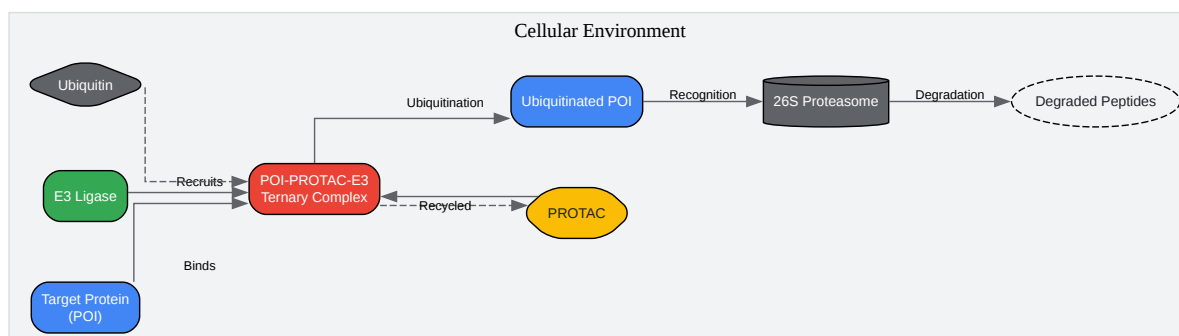 Cellular Environment
Ubiquitin
Ubiquitination
Ubiquitinated POI
Recognition
26S Proteasome
Degradation
Degraded Peptides
E3 Ligase
Recruits
POI-PROTAC-E3
Ternary Complex
Recycled
PROTAC
Binds
Target Protein
(POI)